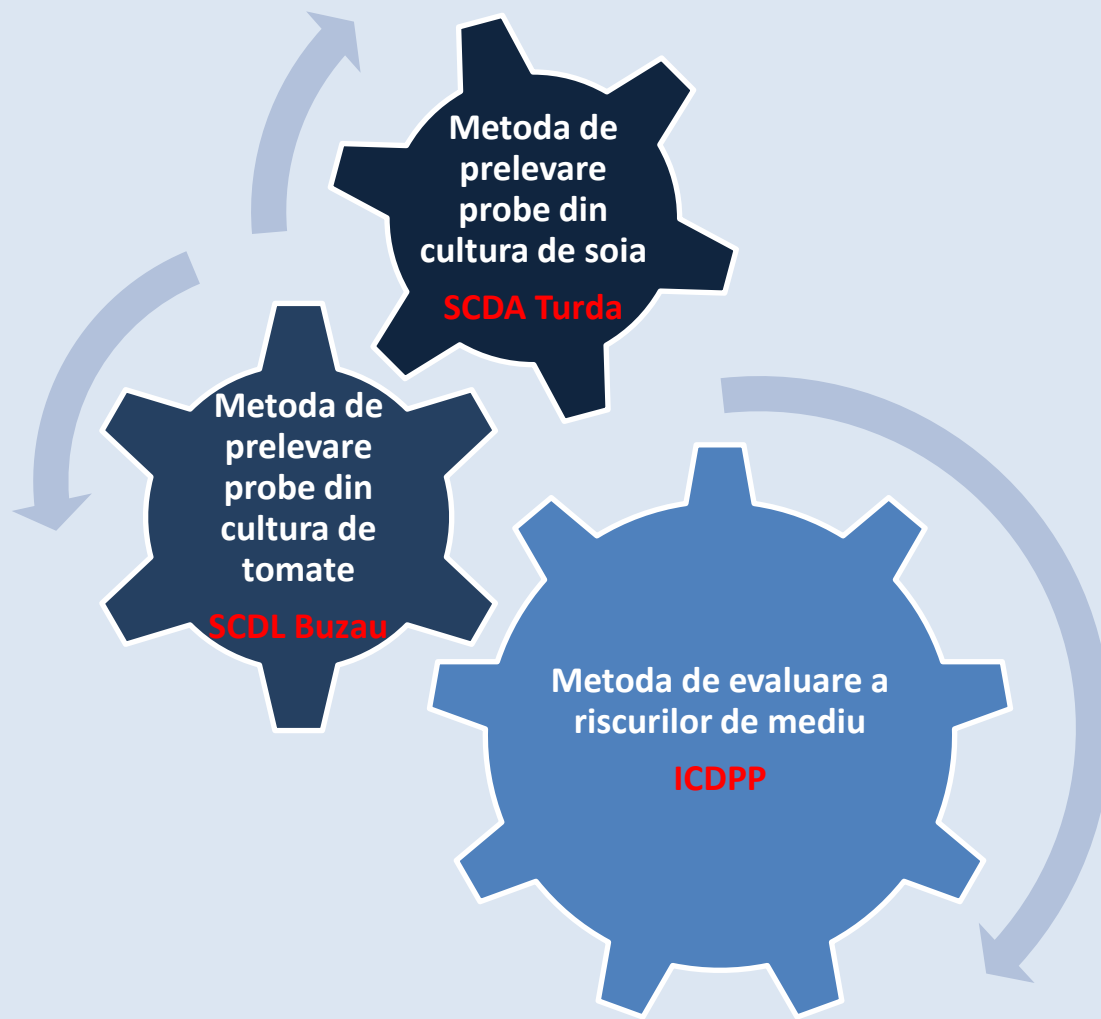 Metoda de
prelevare
probe din
cultura de soia
SCDA Turda
Metoda de
prelevare
probe din
cultura de
tomate
SCDL Buzau
Metoda de evaluare a
riscurilor de mediu
ICDPP